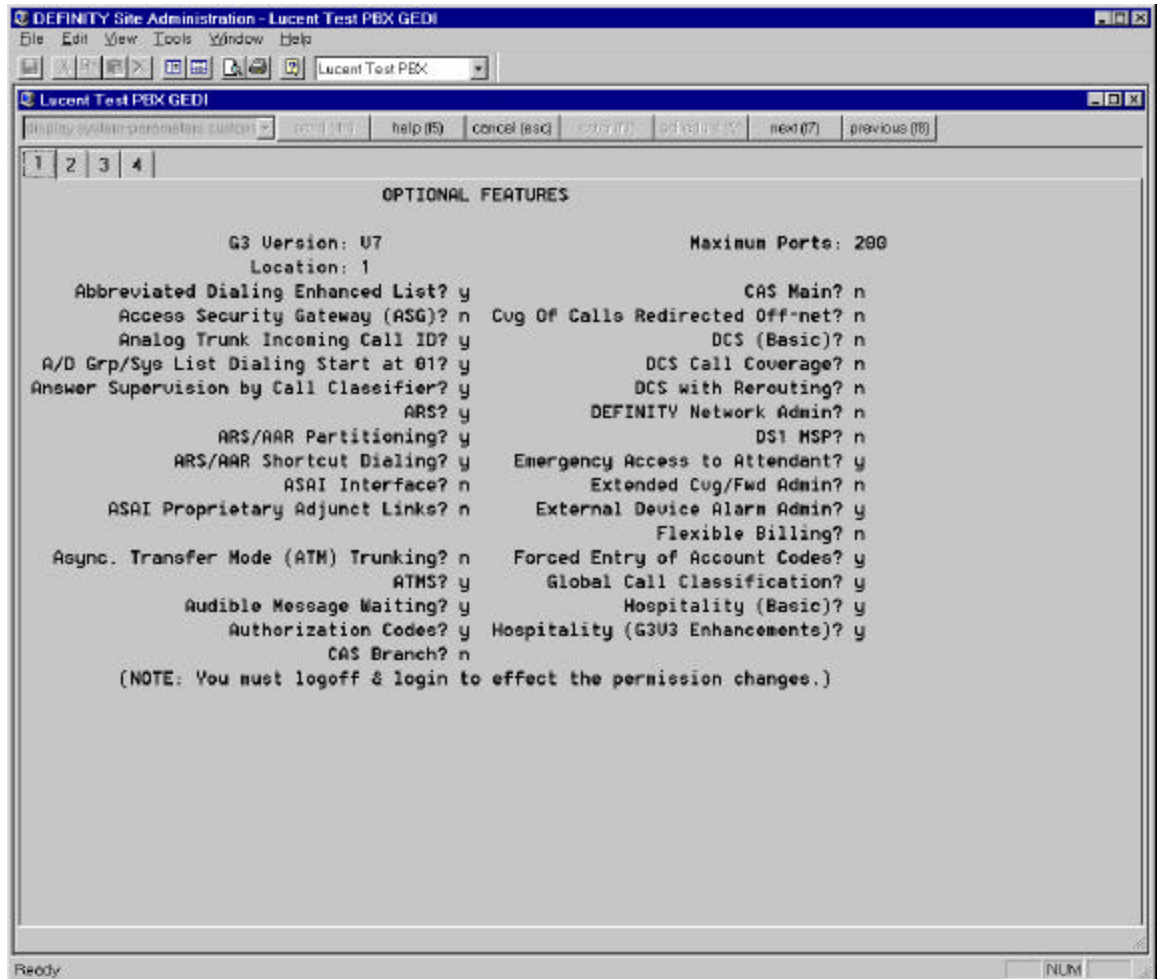 DEFINITY Site Administration - Lucent Test PBX GEDI
File Edit View Tools Window Help
Lucent Test PBX
Lucent Test PBX GEDI
display system-parameters custom help (f5) cancel (esc) next (f7) previous (f8)
1 2 3 4
OPTIONAL FEATURES
G3 Version: V7 Maximum Ports: 200
Location: 1
Abbreviated Dialing Enhanced List? y CAS Main? n
Access Security Gateway (ASG)? n Cvg Of Calls Redirected Off-net? n
Analog Trunk Incoming Call ID? y DCS (Basic)? n
A/D Grp/Sys List Dialing Start at 01? y DCS Call Coverage? n
Answer Supervision by Call Classifier? y DCS with Rerouting? n
ARS? y DEFINITY Network Admin? n
ARS/AAR Partitioning? y DS1 MSP? n
ARS/AAR Shortcut Dialing? y Emergency Access to Attendant? y
ASAI Interface? n Extended Cvg/Fwd Admin? n
ASAI Proprietary Adjunct Links? n External Device Alarm Admin? y
Flexible Billing? n
Async. Transfer Mode (ATM) Trunking? n Forced Entry of Account Codes? y
ATMS? y Global Call Classification? y
Audible Message Waiting? y Hospitality (Basic)? y
Authorization Codes? y Hospitality (G3V3 Enhancements)? y
CAS Branch? n
(NOTE: You must logoff & login to effect the permission changes.)
Ready NUM